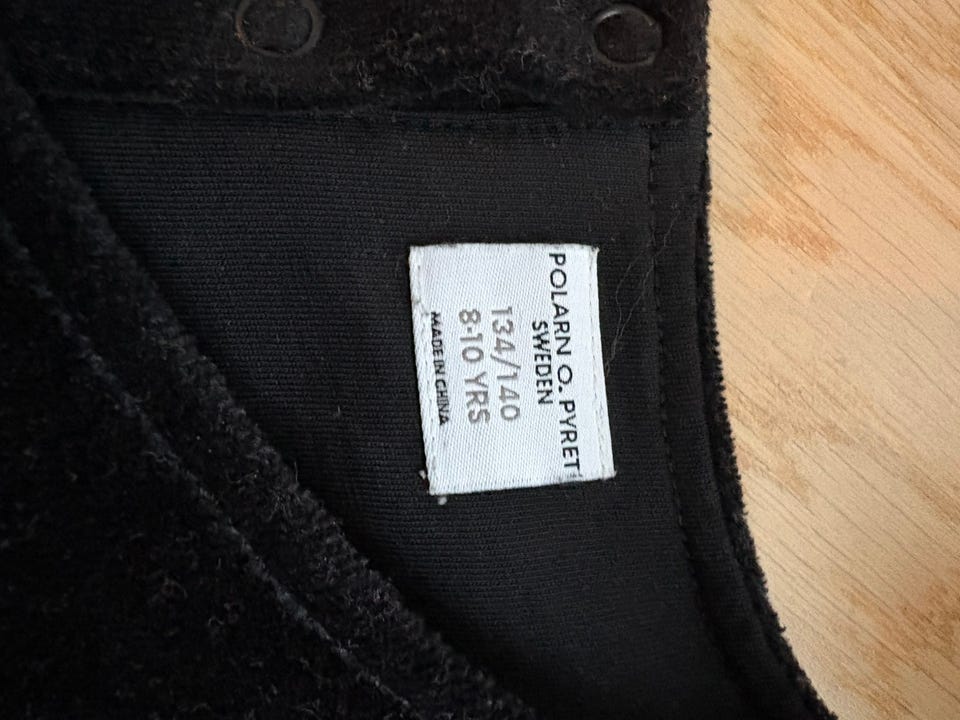 POLARN O. PYRET
SWEDEN
134/140
8-10 YRS
MADE IN CHINA